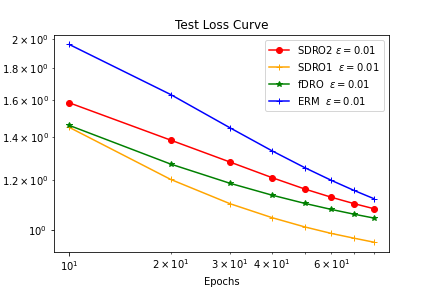 Test Loss Curve
SDRO2 ε = 0.01
SDRO1 ε = 0.01
fDRO ε = 0.01
ERM ε = 0.01
2 × 10⁰
1.8 × 10⁰
1.6 × 10⁰
1.4 × 10⁰
1.2 × 10⁰
10⁰
10¹ 2 × 10¹ 3 × 10¹ 4 × 10¹ 6 × 10¹
Epochs